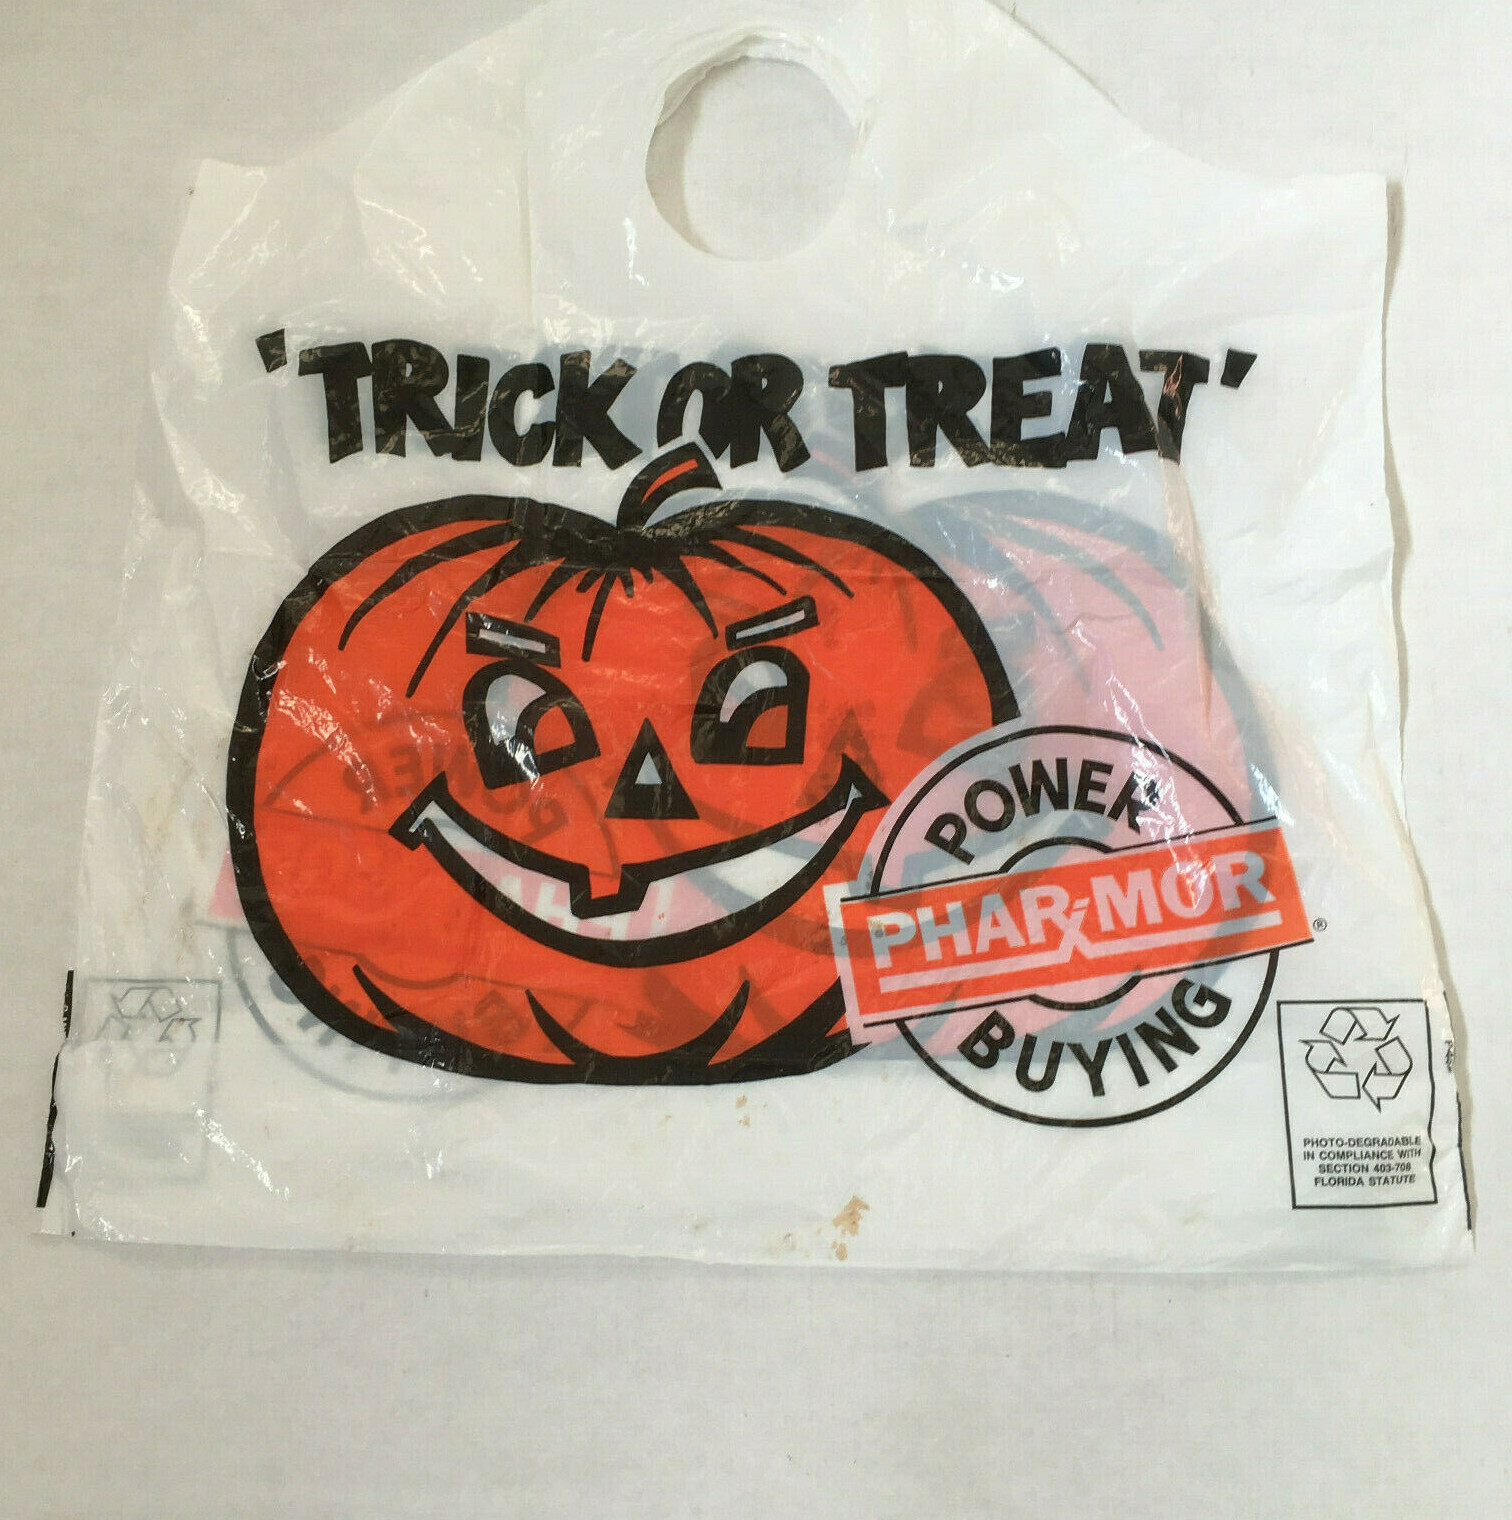 'TRICK OR TREAT'
POWER
PHAR-MOR®
BUYING
PHOTO-DEGRADABLE
IN COMPLIANCE WITH
SECTION 403-708
FLORIDA STATUTE